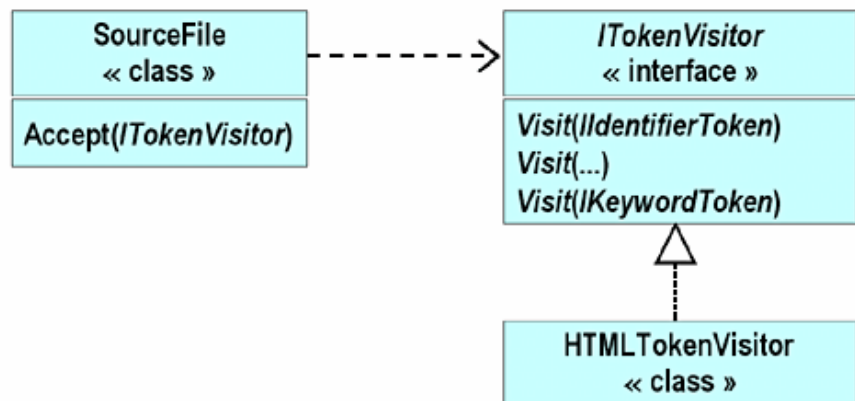 SourceFile
« class »
Accept(ITokenVisitor)
ITokenVisitor
« interface »
Visit(IIdentifierToken)
Visit(...)
Visit(IKeywordToken)
HTMLTokenVisitor
« class »